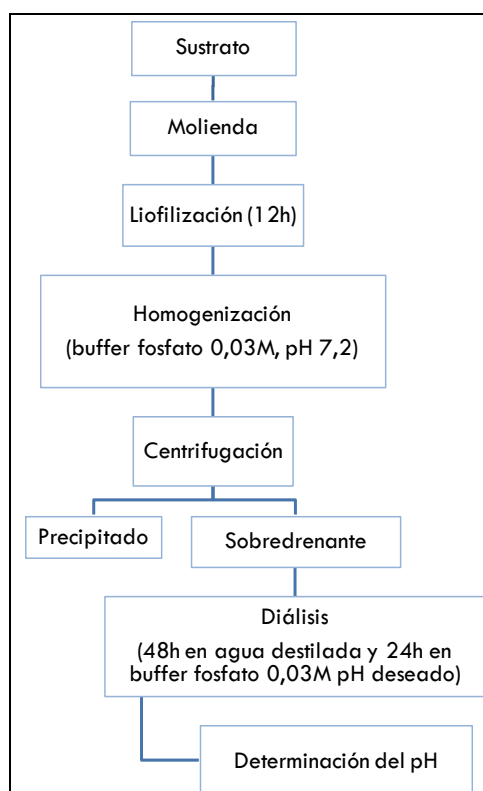 Sustrato
Molienda
Liofilización (12h)
Homogenización
(buffer fosfato 0,03M, pH 7,2)
Centrifugación
Precipitado
Sobredrenante
Diálisis
(48h en agua destilada y 24h en
buffer fosfato 0,03M pH deseado)
Determinación del pH